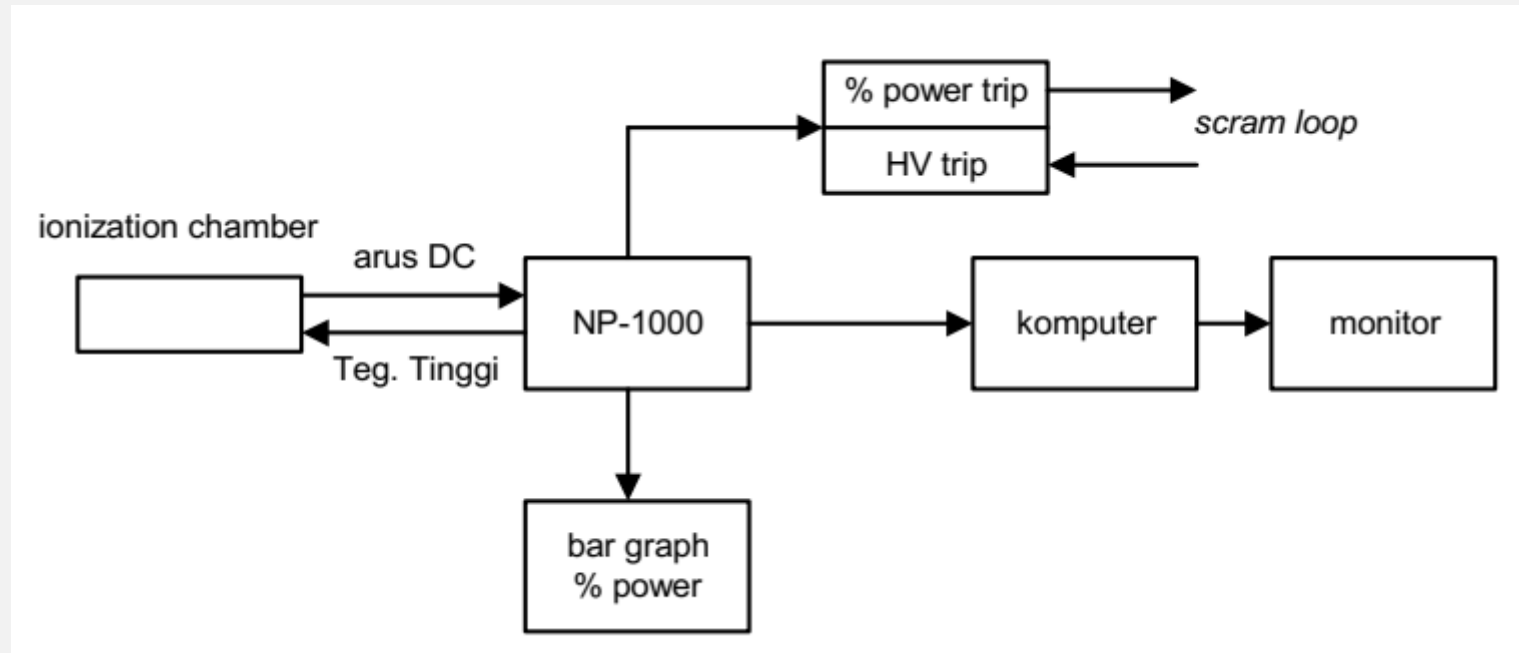 % power trip
scram loop
HV trip
ionization chamber
arus DC
NP-1000
komputer
monitor
Teg. Tinggi
bar graph
% power